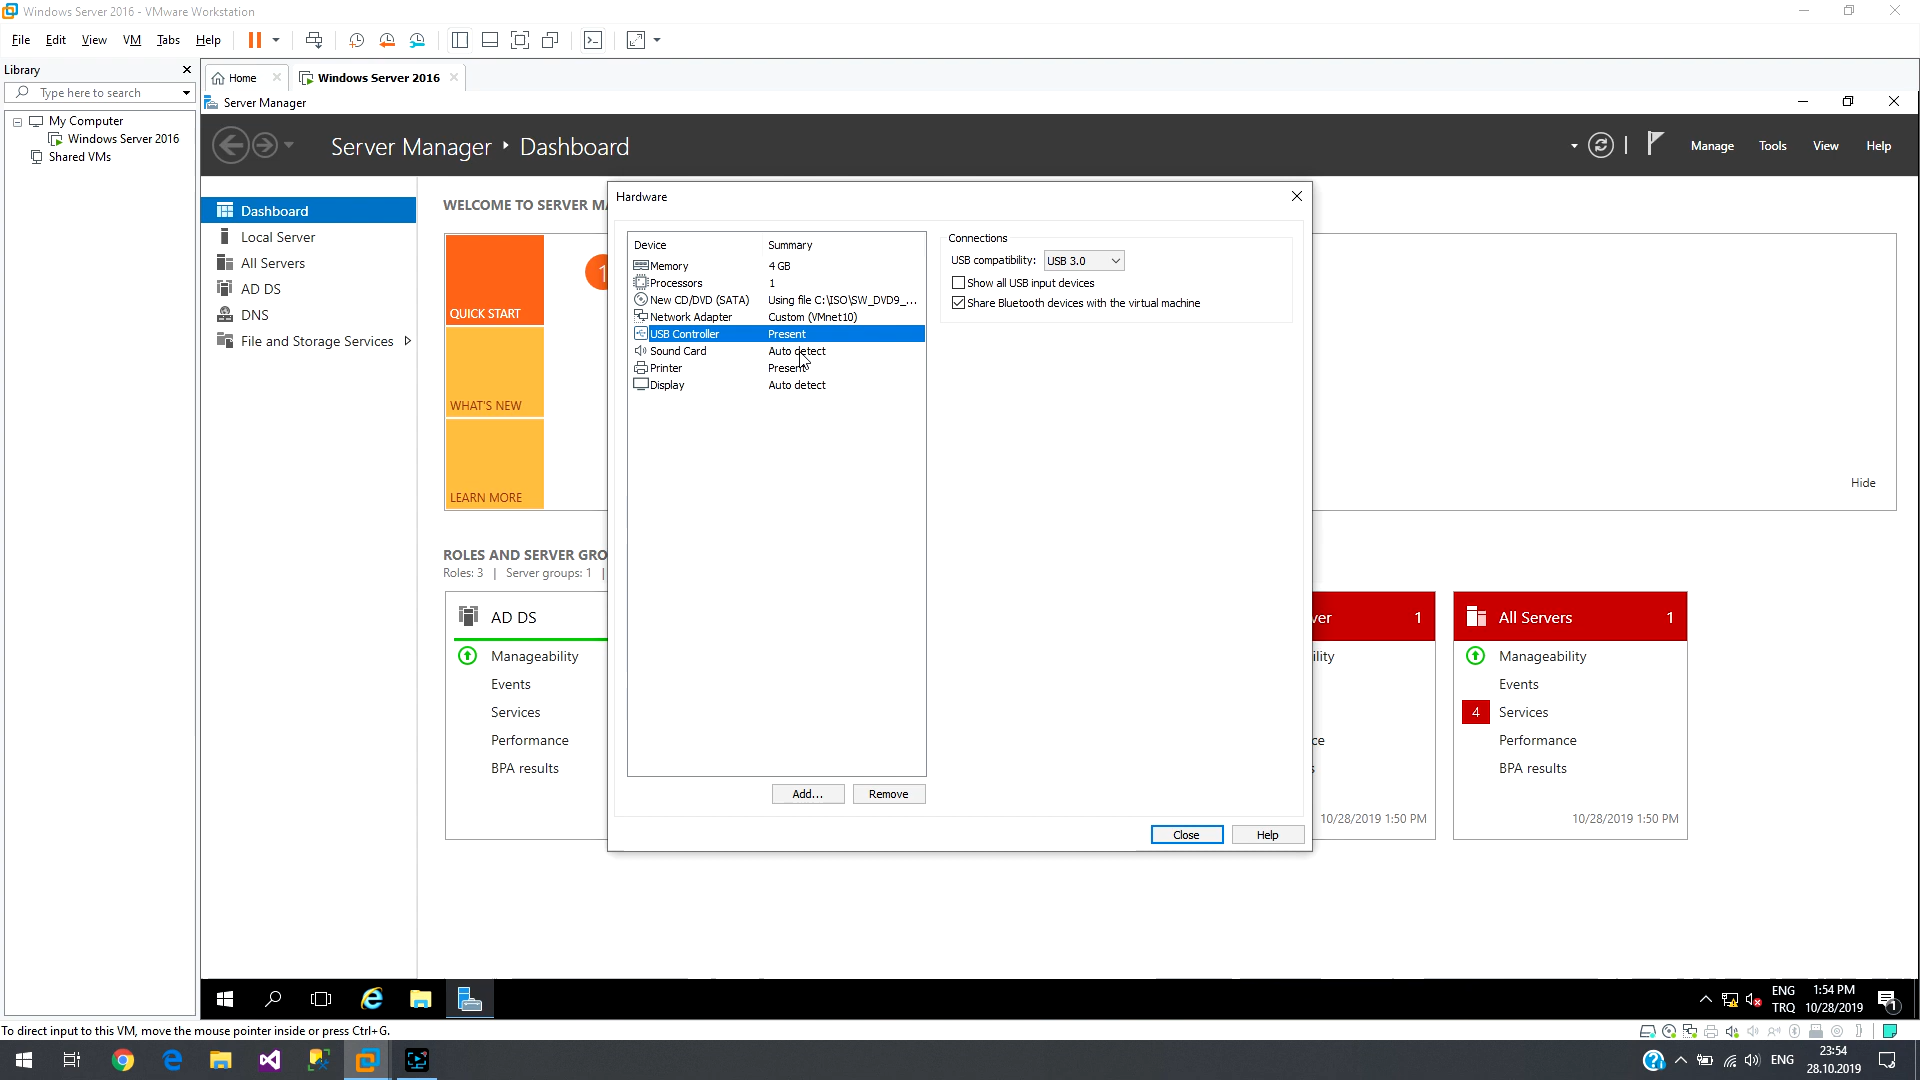 Windows Server 2016 - VMware Workstation
File Edit View VM Tabs Help
Library
Type here to search
My Computer
Windows Server 2016
Shared VMs
Home
Windows Server 2016
Server Manager
Server Manager Dashboard
Manage Tools View Help
Dashboard
Local Server
All Servers
AD DS
DNS
File and Storage Services
WELCOME TO SERVER MA
QUICK START
1
WHAT'S NEW
LEARN MORE
Hide
Hardware
Device Summary
Memory 4 GB
Processors 1
New CD/DVD (SATA) Using file C:\ISO\SW_DVD9_...
Network Adapter Custom (VMnet10)
USB Controller Present
Sound Card Auto detect
Printer Present
Display Auto detect
Connections
USB compatibility: USB 3.0
Show all USB input devices
Share Bluetooth devices with the virtual machine
Add... Remove
Close Help
ROLES AND SERVER GRO
Roles: 3 | Server groups: 1 |
AD DS
Manageability
Events
Services
Performance
BPA results
ver 1
ility
ce
s
10/28/2019 1:50 PM
All Servers 1
Manageability
Events
4 Services
Performance
BPA results
10/28/2019 1:50 PM
ENG 1:54 PM
TRQ 10/28/2019
1
To direct input to this VM, move the mouse pointer inside or press Ctrl+G.
ENG 23:54
28.10.2019